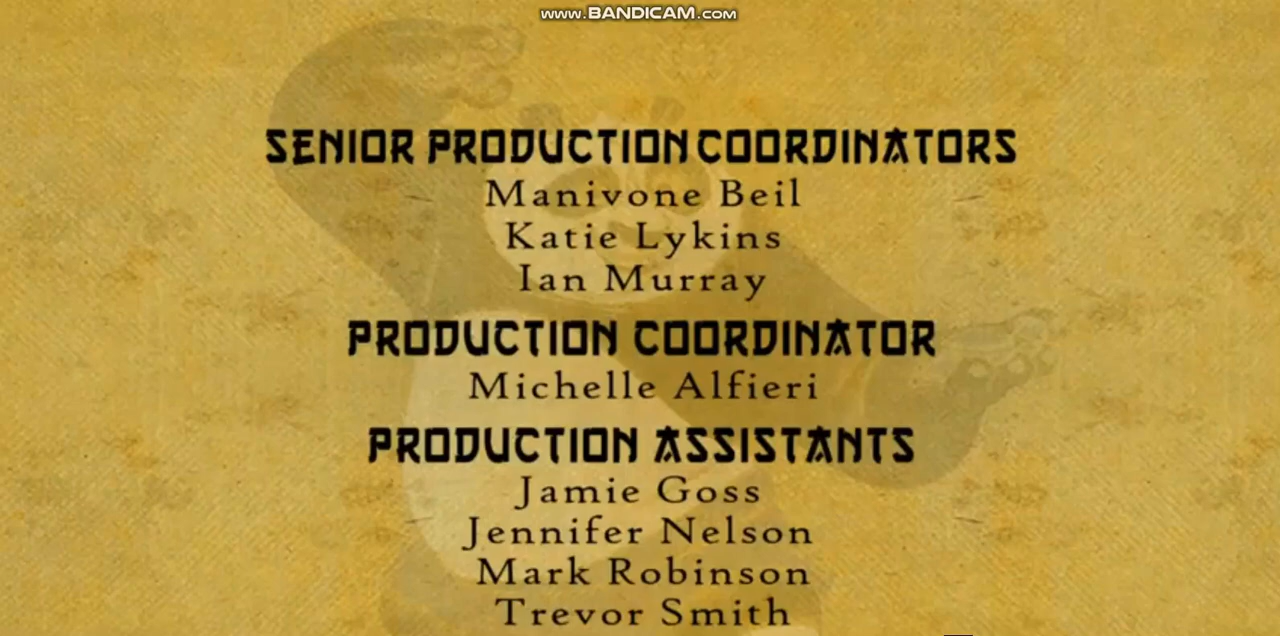 www.BANDICAM.com
SENIOR PRODUCTION COORDINATORS
Manivone Beil
Katie Lykins
Ian Murray
PRODUCTION COORDINATOR
Michelle Alfieri
PRODUCTION ASSISTANTS
Jamie Goss
Jennifer Nelson
Mark Robinson
Trevor Smith